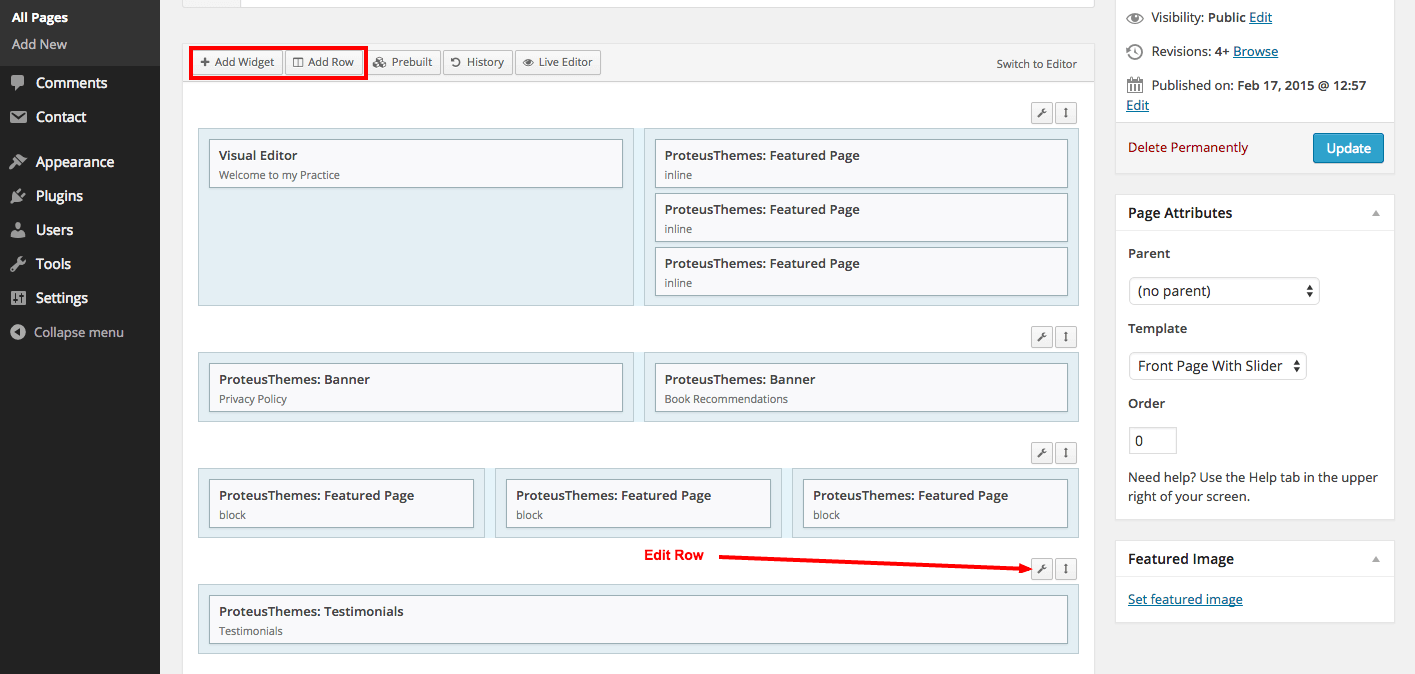 All Pages
Add New
Comments
Contact
Appearance
Plugins
Users
Tools
Settings
Collapse menu
Add Widget
Add Row
Prebuilt
History
Live Editor
Switch to Editor
Visual Editor
Welcome to my Practice
ProteusThemes: Featured Page
inline
ProteusThemes: Featured Page
inline
ProteusThemes: Featured Page
inline
ProteusThemes: Banner
Privacy Policy
ProteusThemes: Banner
Book Recommendations
ProteusThemes: Featured Page
block
ProteusThemes: Featured Page
block
ProteusThemes: Featured Page
block
Edit Row
ProteusThemes: Testimonials
Testimonials
Visibility: Public Edit
Revisions: 4+ Browse
Published on: Feb 17, 2015 @ 12:57
Edit
Delete Permanently
Update
Page Attributes
Parent
(no parent)
Template
Front Page With Slider
Order
0
Need help? Use the Help tab in the upper
right of your screen.
Featured Image
Set featured image